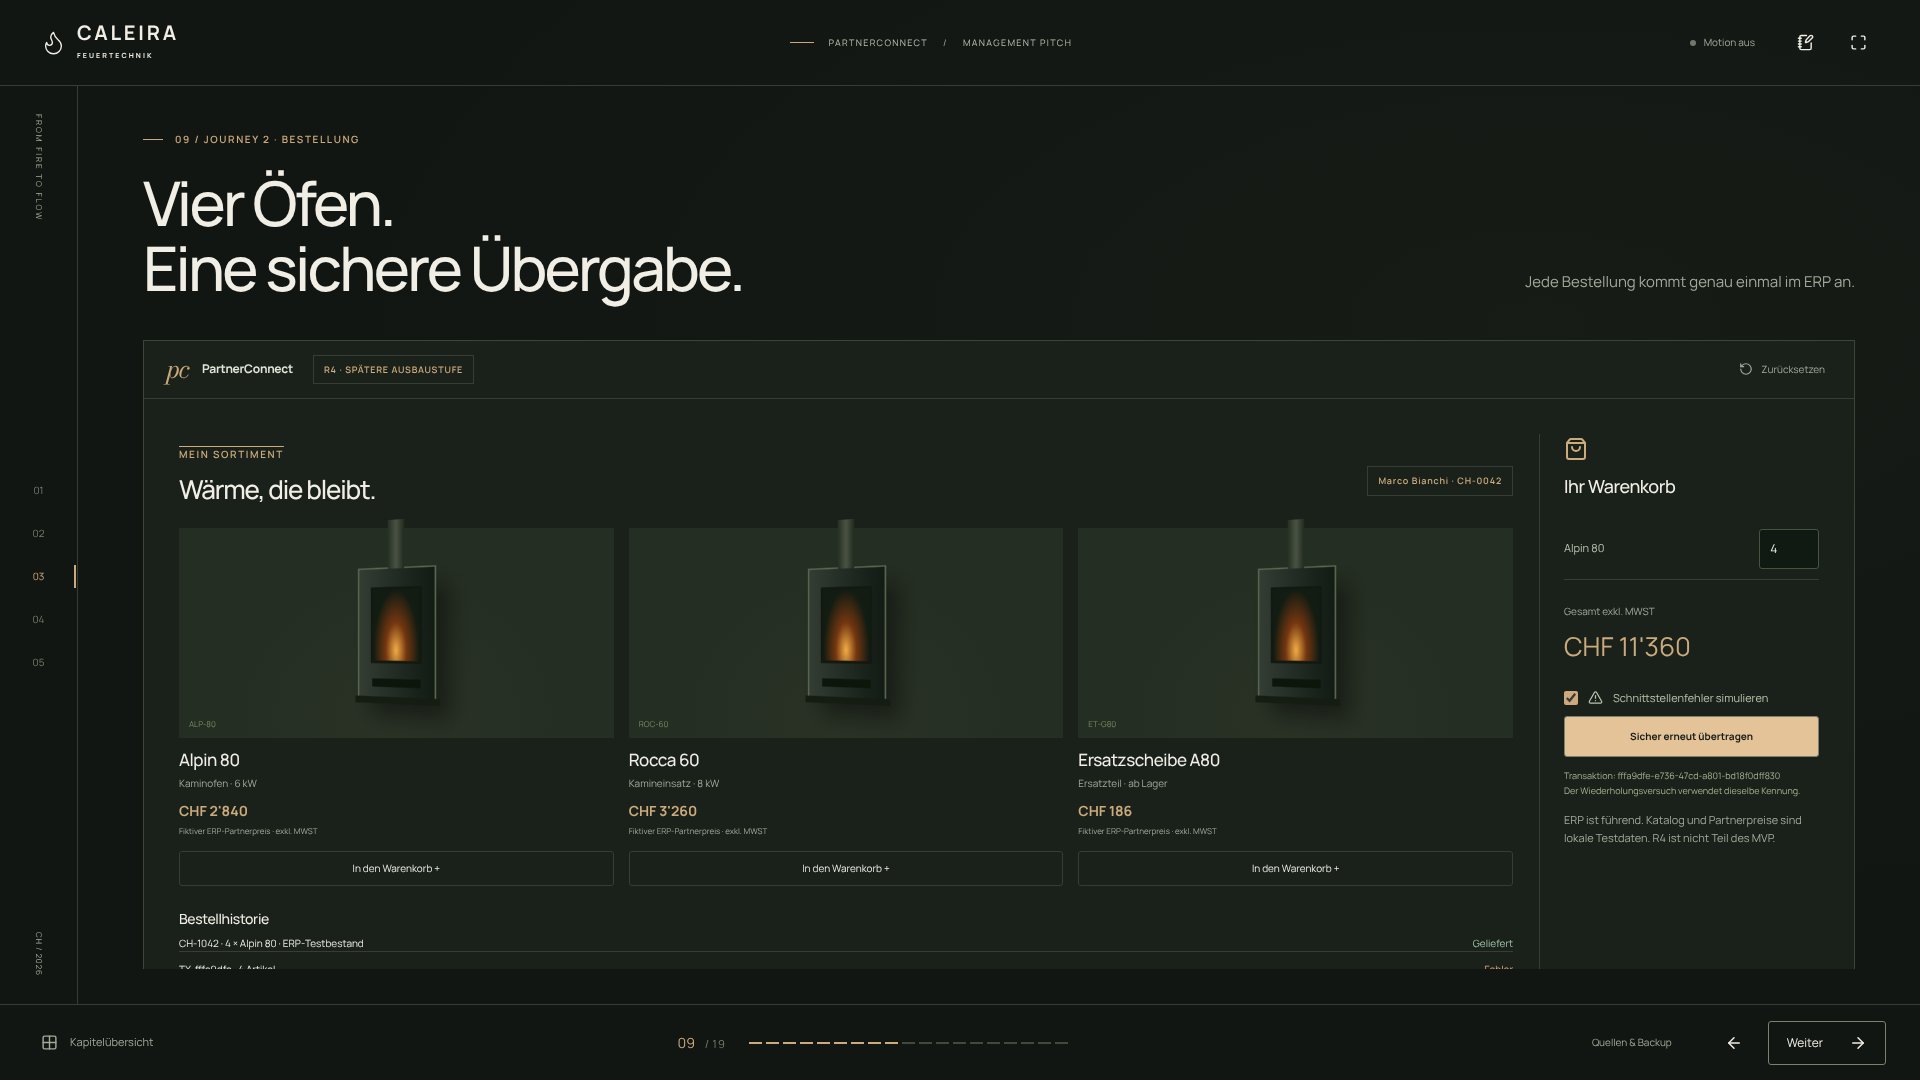 CALEIRA
FEUERTECHNIK
PARTNERCONNECT / MANAGEMENT PITCH
Motion aus
FROM FIRE TO FLOW
09 / JOURNEY 2 · BESTELLUNG
Vier Öfen.
Eine sichere Übergabe.
Jede Bestellung kommt genau einmal im ERP an.
pc PartnerConnect
R4 · SPÄTERE AUSBAUSTUFE
Zurücksetzen
MEIN SORTIMENT
Wärme, die bleibt.
Marco Bianchi · CH-0042
ALP-80
Alpin 80
Kaminofen · 6 kW
CHF 2'840
Fiktiver ERP-Partnerpreis · exkl. MWST
In den Warenkorb +
ROC-60
Rocca 60
Kamineinsatz · 8 kW
CHF 3'260
Fiktiver ERP-Partnerpreis · exkl. MWST
In den Warenkorb +
ET-G80
Ersatzscheibe A80
Ersatzteil · ab Lager
CHF 186
Fiktiver ERP-Partnerpreis · exkl. MWST
In den Warenkorb +
Bestellhistorie
CH-1042 · 4 × Alpin 80 · ERP-Testbestand
Geliefert
TX-fffa9dfe · 4 Artikel
Fehler
Ihr Warenkorb
Alpin 80
4
Gesamt exkl. MWST
CHF 11'360
Schnittstellenfehler simulieren
Sicher erneut übertragen
Transaktion: fffa9dfe-e736-47cd-a801-bd18f0dff830
Der Wiederholungsversuch verwendet dieselbe Kennung.
ERP ist führend. Katalog und Partnerpreise sind
lokale Testdaten. R4 ist nicht Teil des MVP.
01
02
03
04
05
CH / 2026
Kapitelübersicht
09 / 19
Quellen & Backup
Weiter